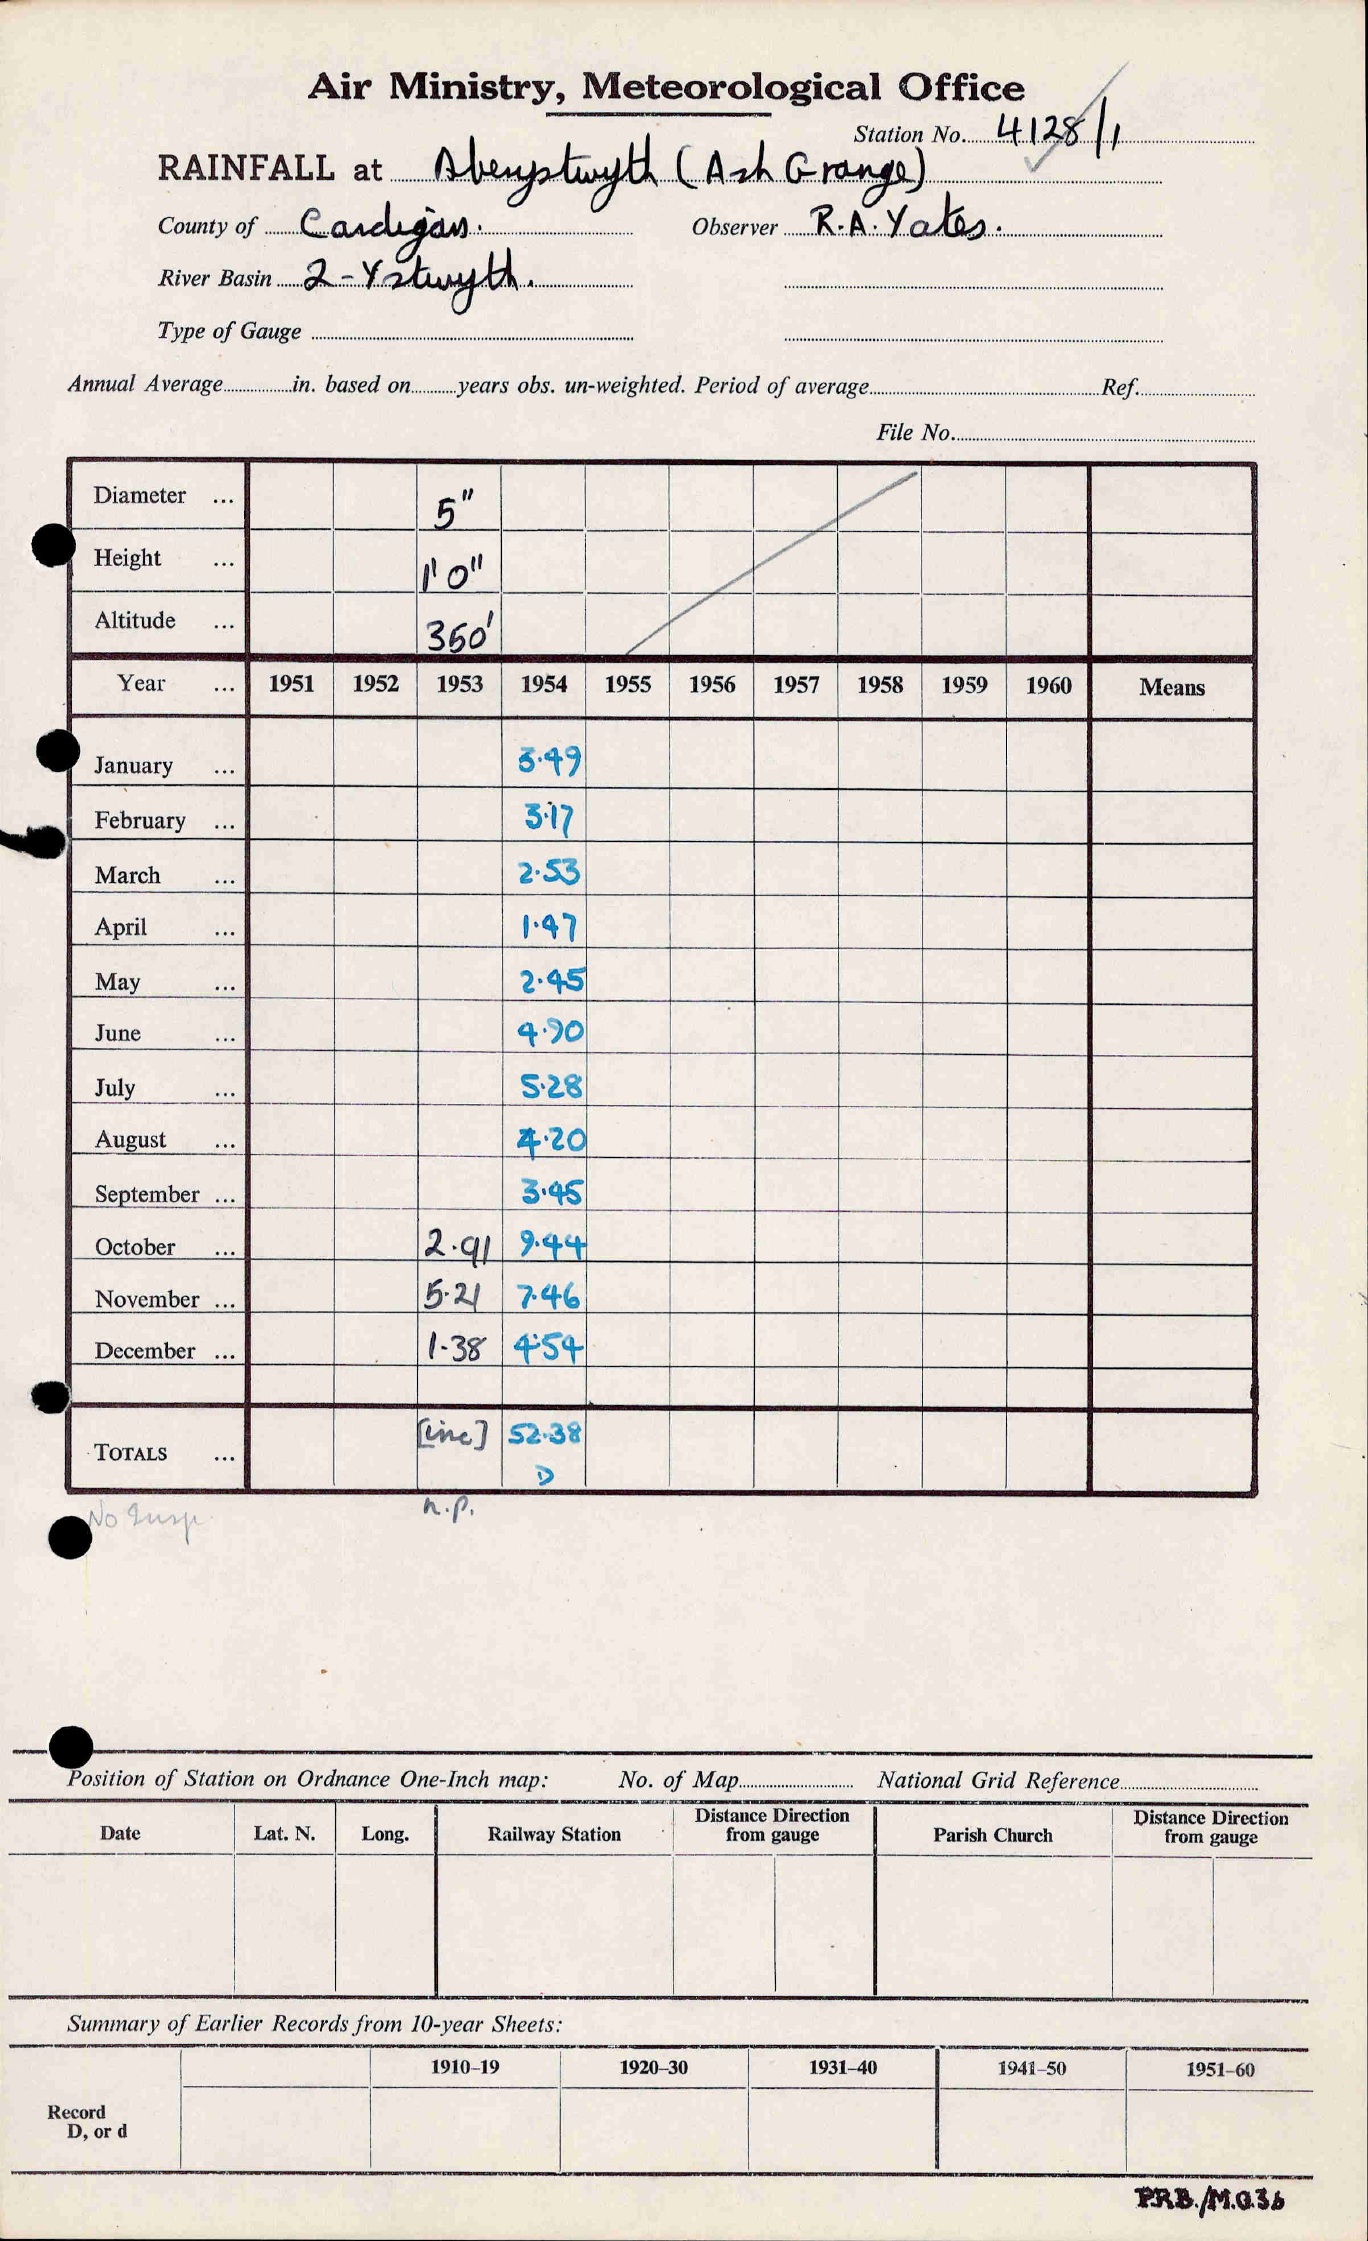 Air Ministry, Meteorological Office
Station No. 4128/1
RAINFALL at Aberystwyth (Ash Grange)
County of Cardigan. Observer R.A. Yates.
River Basin 2 - Ystwyth.
Type of Gauge
Annual Average in. based on years obs. un-weighted. Period of average Ref.
File No.
Diameter ... 5"
Height ... 1' 0"
Altitude ... 350'
Year ... 1951 1952 1953 1954 1955 1956 1957 1958 1959 1960 Means
January ... 3.49
February ... 3.17
March ... 2.53
April ... 1.47
May ... 2.45
June ... 4.90
July ... 5.28
August ... 4.20
September ... 3.45
October ... 2.91 9.44
November ... 5.21 7.46
December ... 1.38 4.54
TOTALS ... [inc] 52.38
D
No Insp. n.p.
Position of Station on Ordnance One-Inch map: No. of Map National Grid Reference
Date Lat. N. Long. Railway Station Distance Direction from gauge Parish Church Distance Direction from gauge
Summary of Earlier Records from 10-year Sheets:
1910–19 1920–30 1931–40 1941–50 1951–60
Record
D, or d
P.R.B./M.O.36